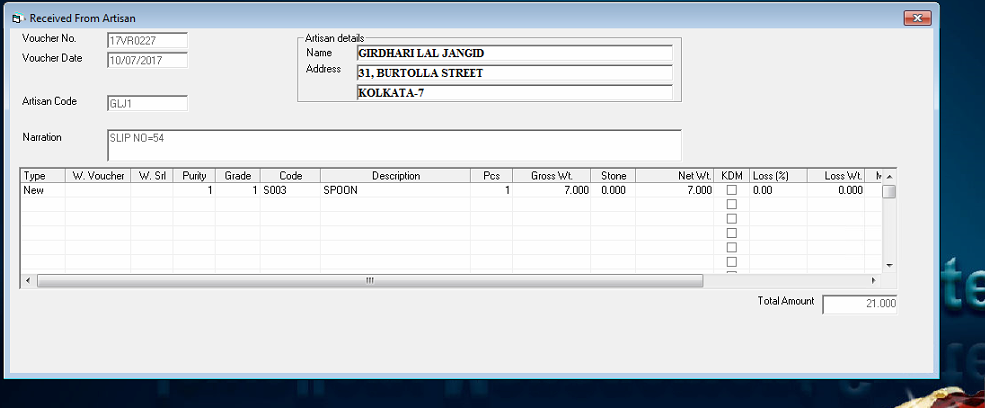 Received From Artisan
Voucher No. 17VR0227
Voucher Date 10/07/2017
Artisan Code GLJ1
Artisan details
Name GIRDHARI LAL JANGID
Address 31, BURTOLLA STREET
KOLKATA-7
Narration SLIP NO=54
Type W. Voucher W. Srl Purity Grade Code Description Pcs Gross Wt. Stone Net Wt. KDM Loss (%) Loss Wt.
New 1 1 S003 SPOON 1 7.000 0.000 7.000 0.00 0.000
Total Amount 21.000